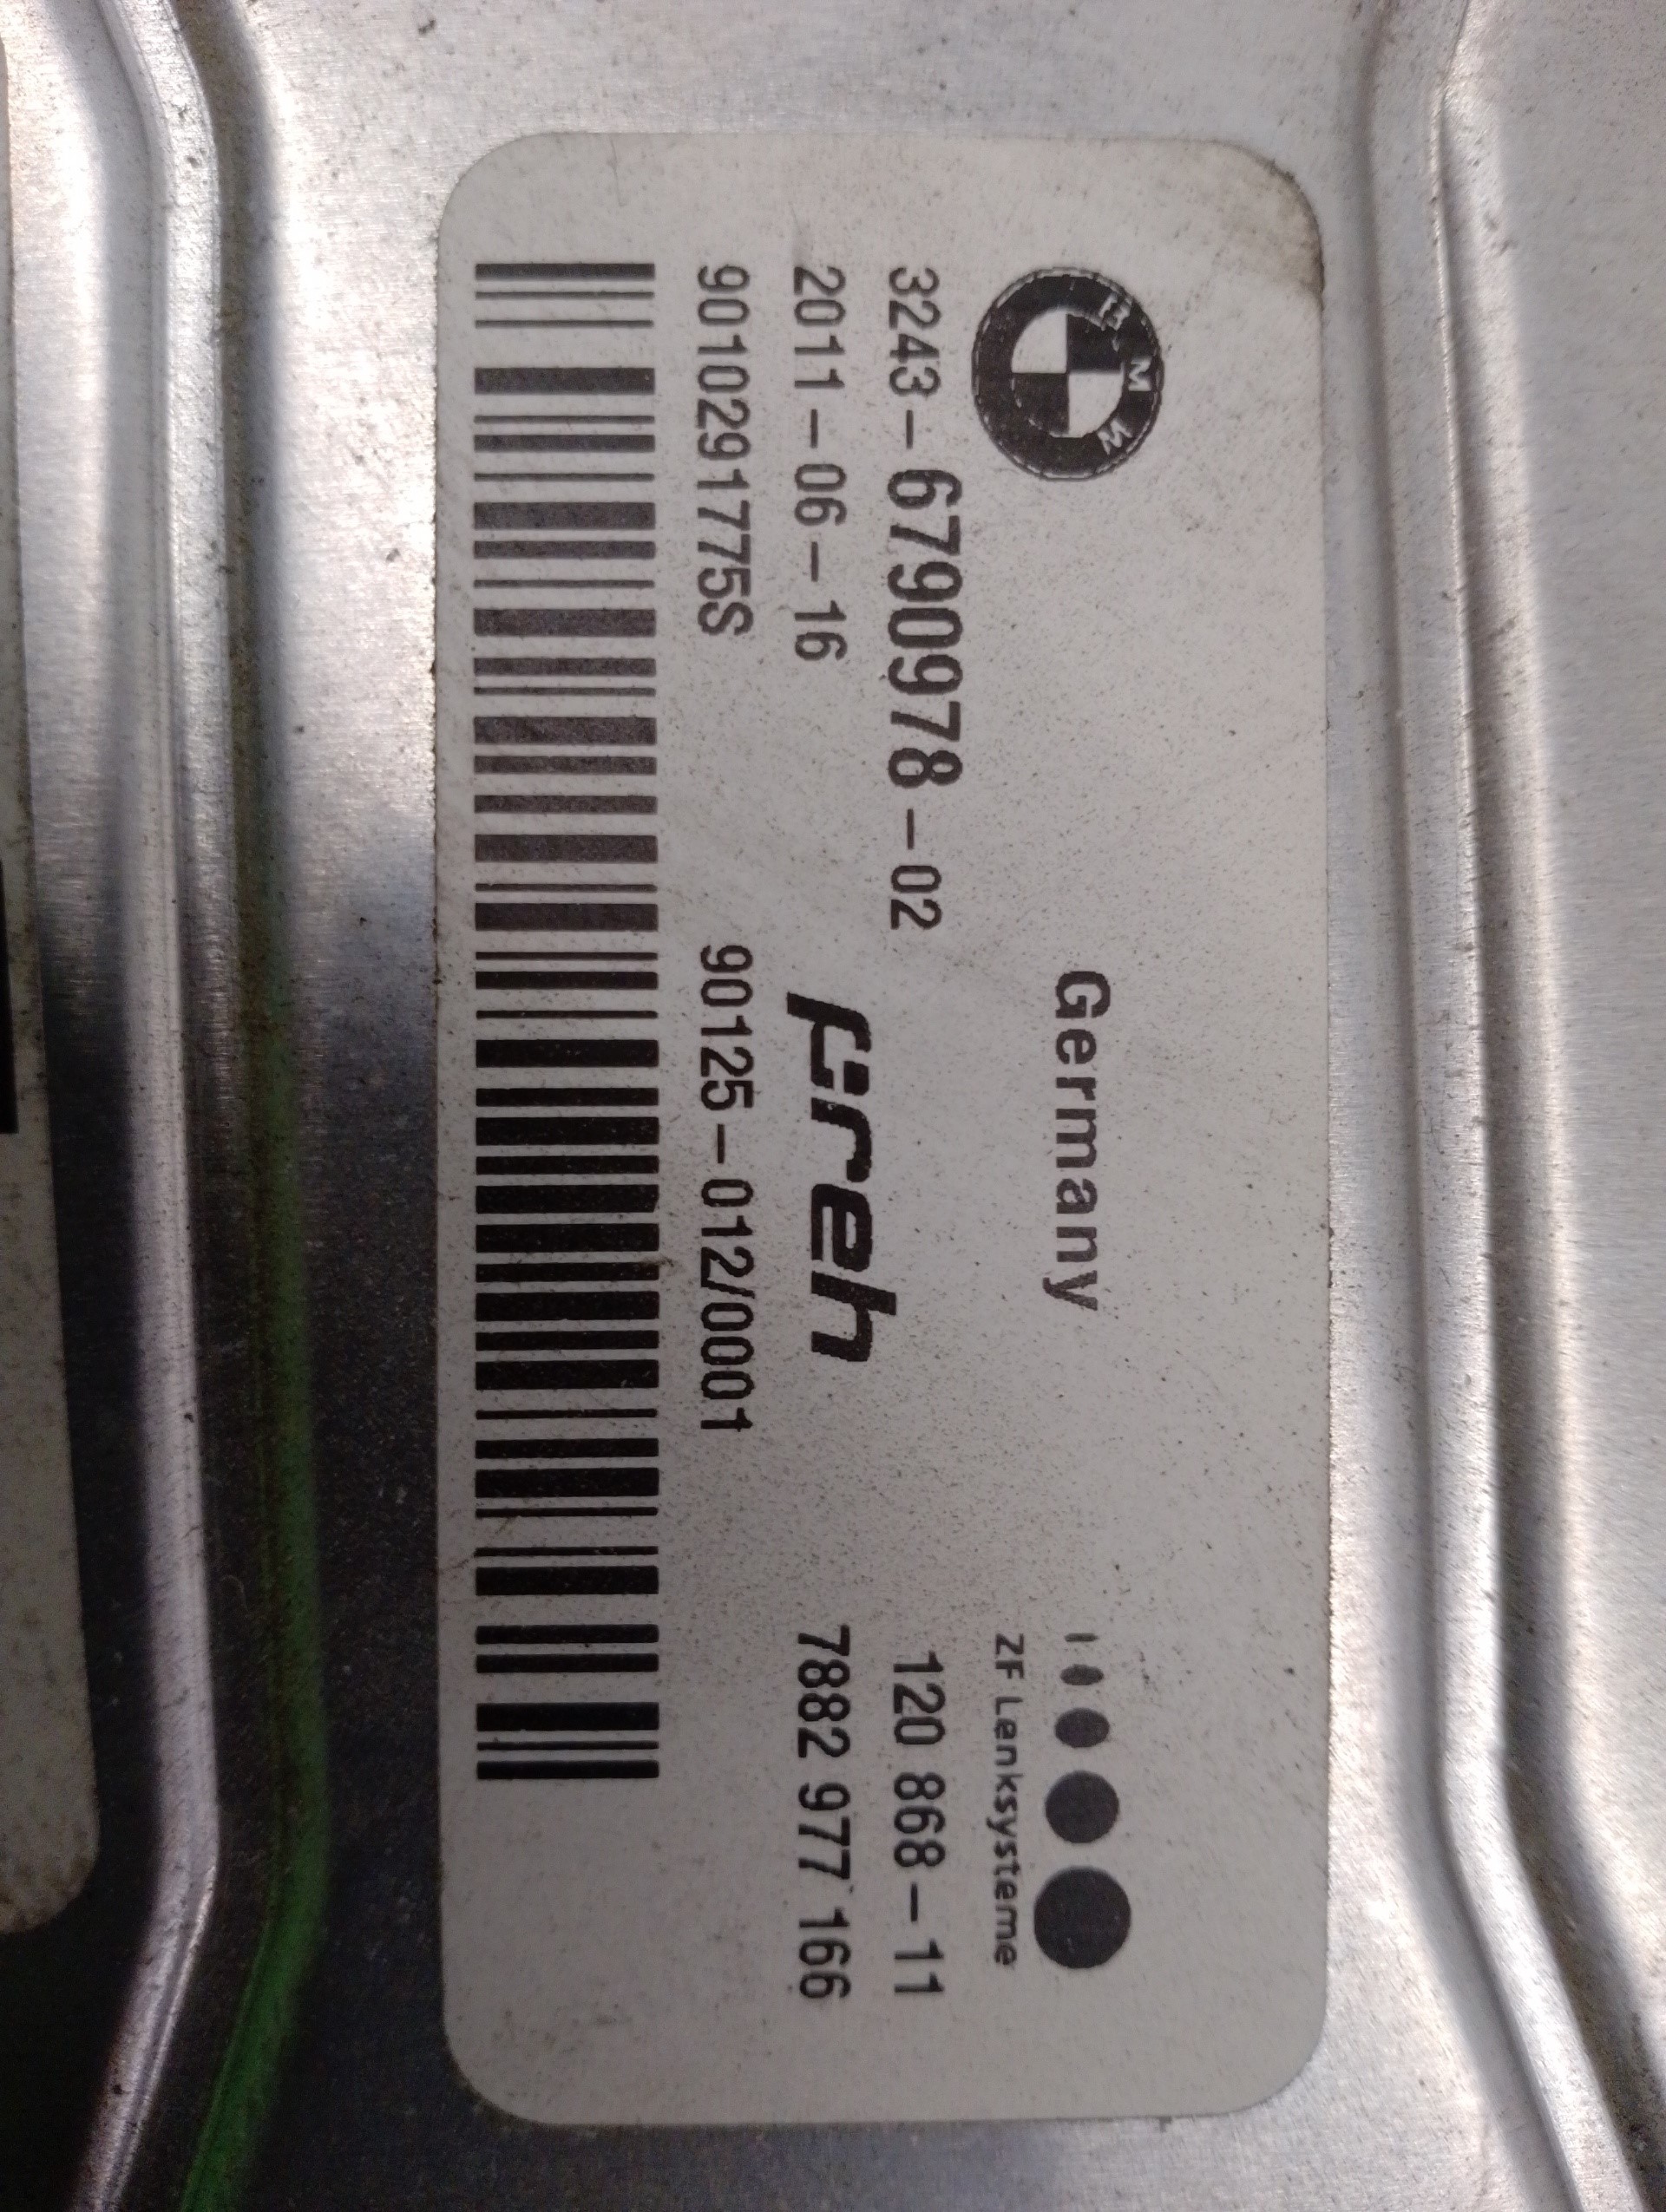 BMW
Germany
ZF Lenksysteme
3243-6790978-02
120 868-11
2011-06-16
μ:reh
7882 977 166
9010291775S
90125-012/0001